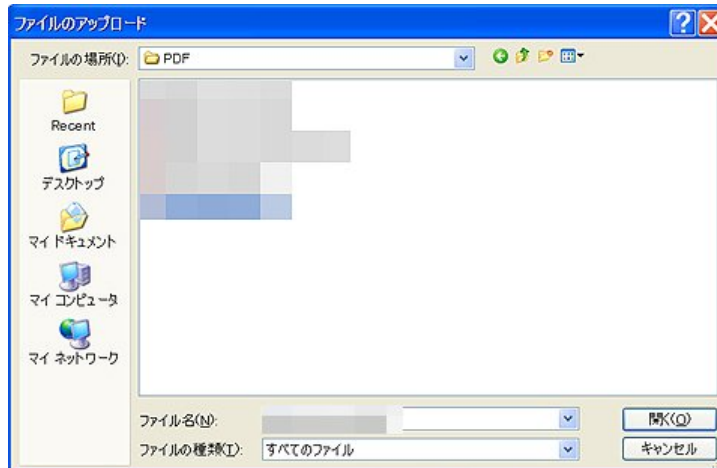 ファイルのアップロード
ファイルの場所(I):
PDF
Recent
デスクトップ
マイ ドキュメント
マイ コンピュータ
マイ ネットワーク
ファイル名(N):
開く(O)
ファイルの種類(T):
すべてのファイル
キャンセル